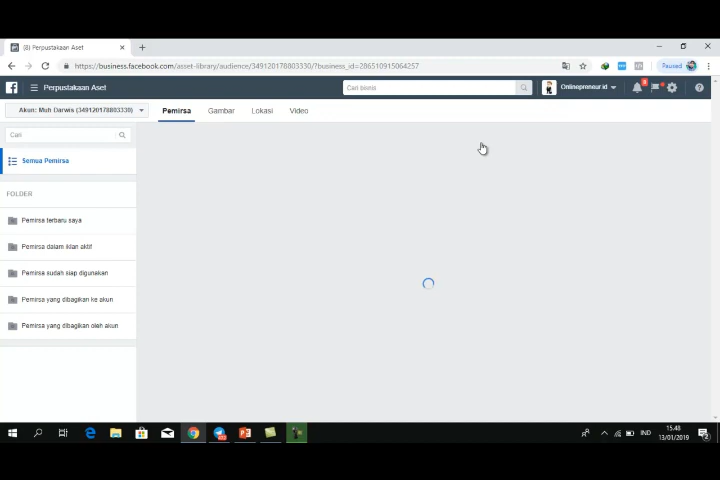 (8) Perpustakaan Aset
https://business.facebook.com/asset-library/audience/349120178803330/?business_id=286510915064257
Paused
Perpustakaan Aset
Cari bisnis
Onlinepreneur id
8
Akun: Muh Darwis (349120178803330)
Pemirsa
Gambar
Lokasi
Video
Cari
Semua Pemirsa
FOLDER
Pemirsa terbaru saya
Pemirsa dalam iklan aktif
Pemirsa sudah siap digunakan
Pemirsa yang dibagikan ke akun
Pemirsa yang dibagikan oleh akun
IND
15.48
13/01/2019
2